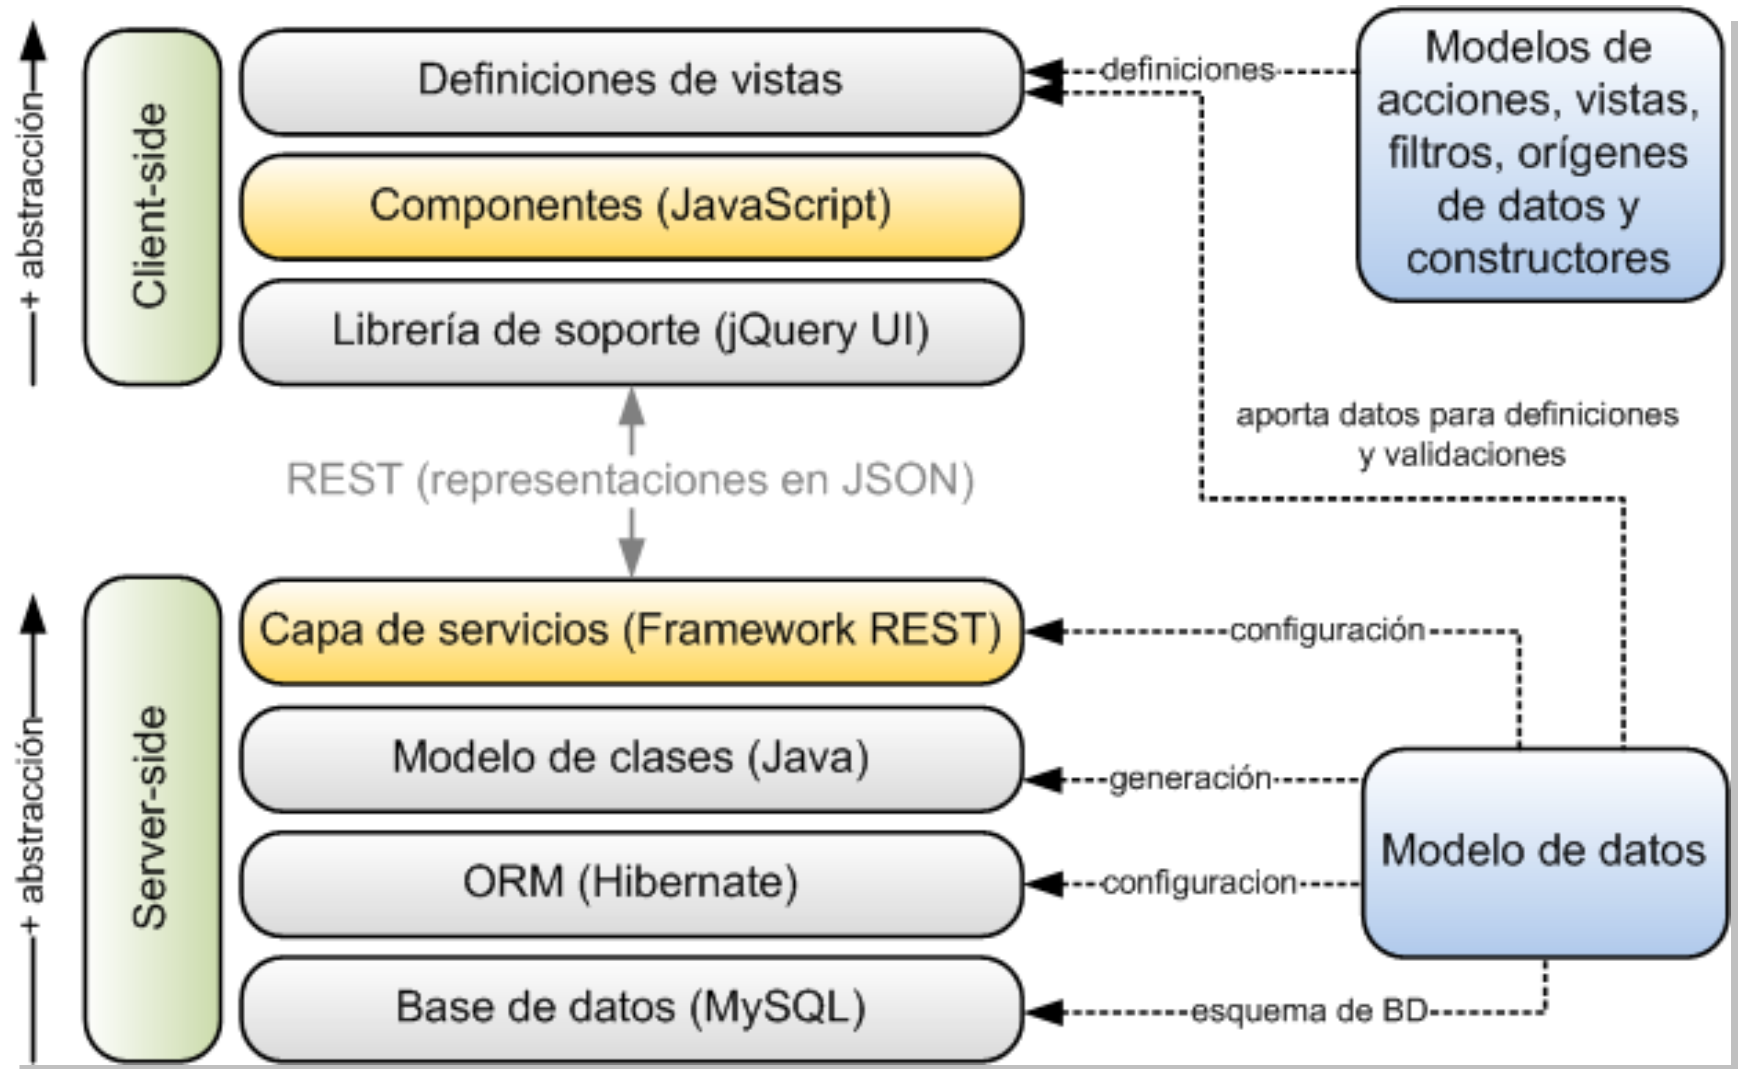 + abstracción
Client-side
Definiciones de vistas
Componentes (JavaScript)
Librería de soporte (jQuery UI)
definiciones
Modelos de
acciones, vistas,
filtros, orígenes
de datos y
constructores
aporta datos para definiciones
y validaciones
REST (representaciones en JSON)
+ abstracción
Server-side
Capa de servicios (Framework REST)
configuración
Modelo de clases (Java)
generación
ORM (Hibernate)
configuracion
Modelo de datos
Base de datos (MySQL)
esquema de BD